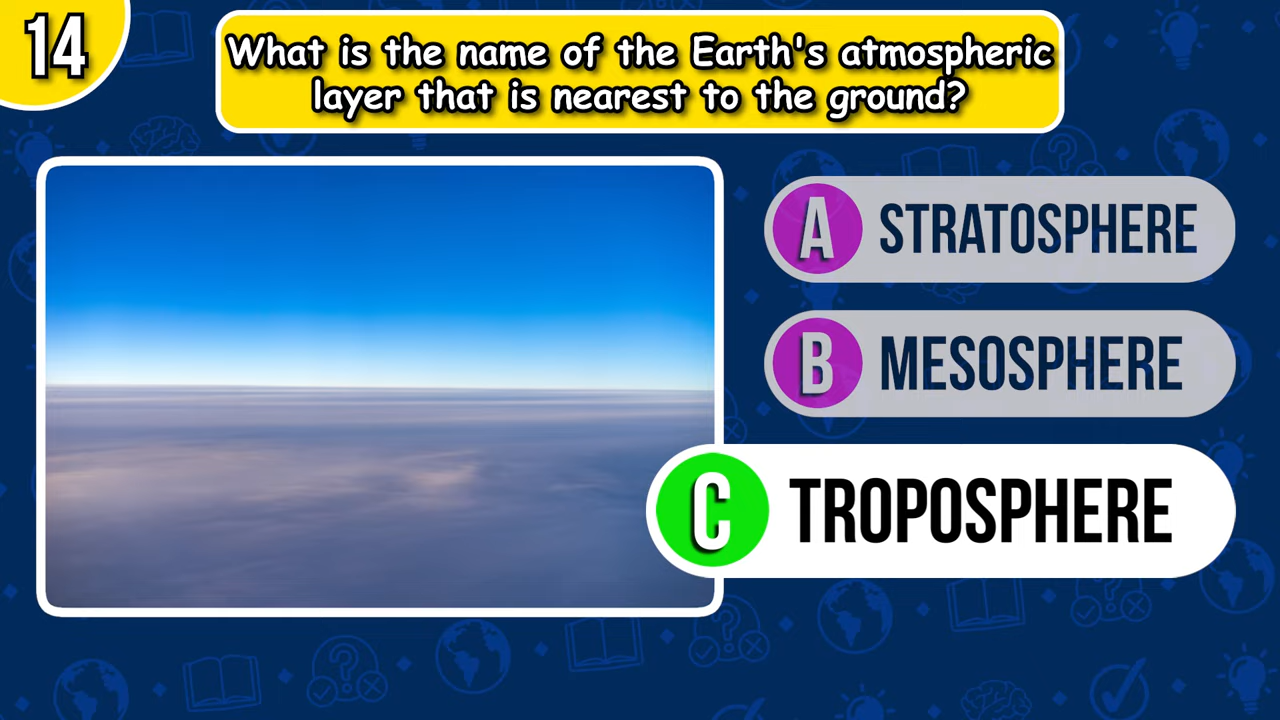 14
What is the name of the Earth's atmospheric
layer that is nearest to the ground?
A STRATOSPHERE
B MESOSPHERE
C TROPOSPHERE